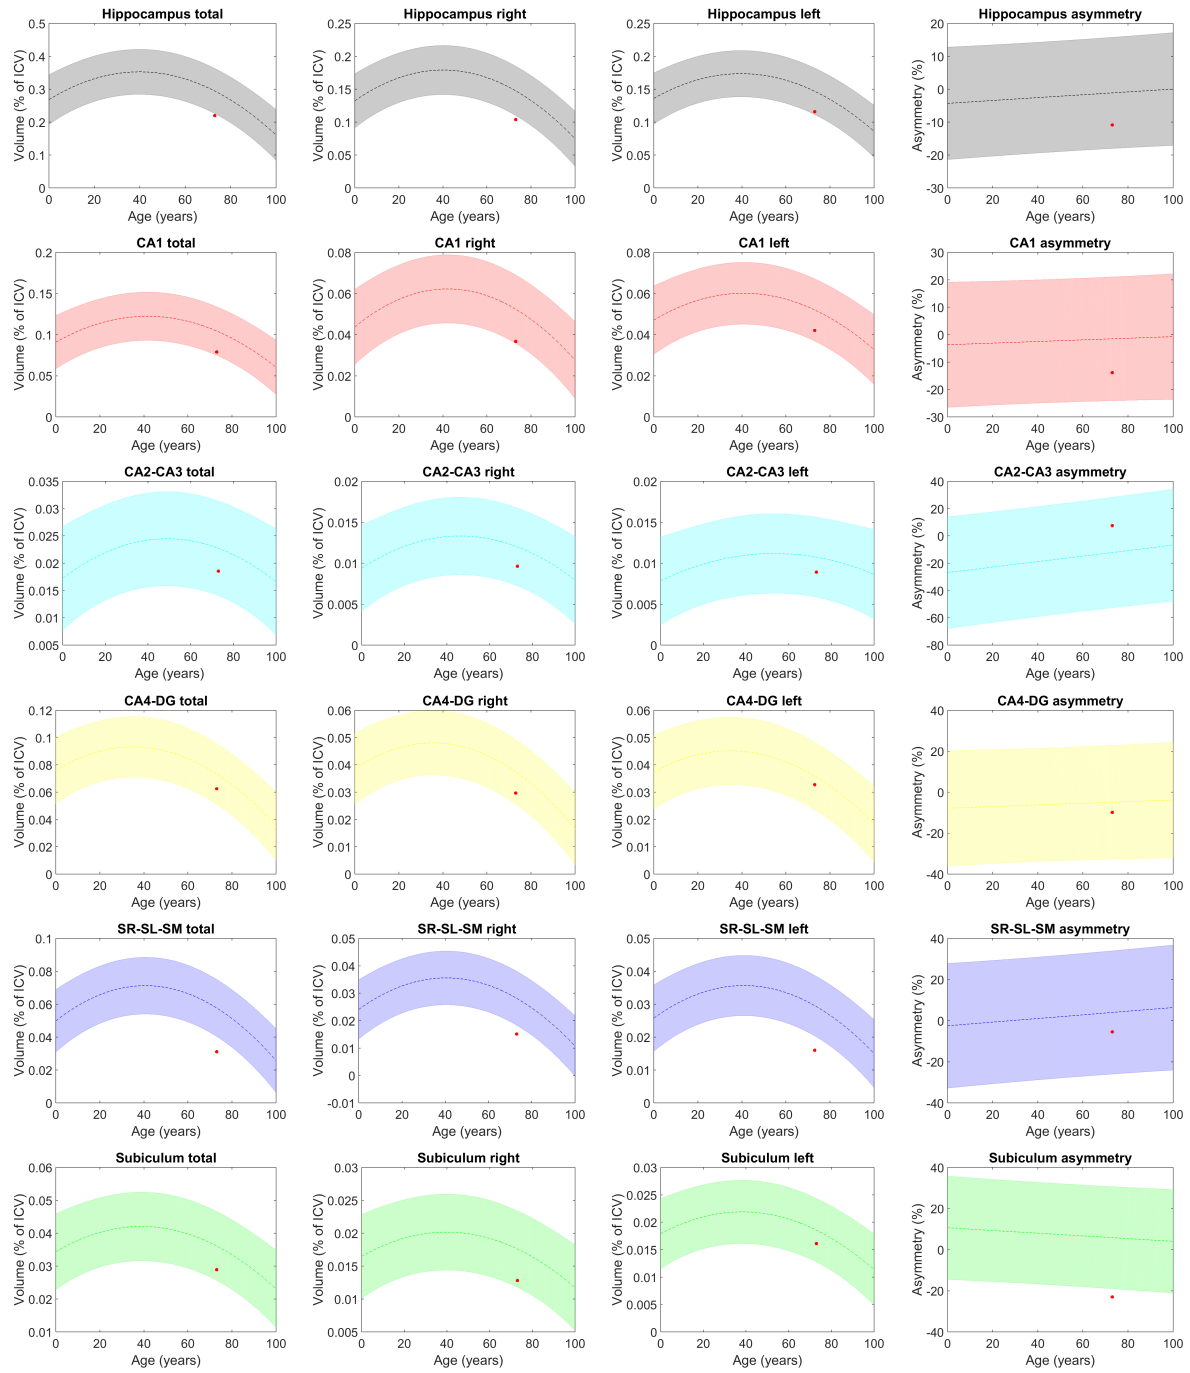 Hippocampus total
Volume (% of ICV)
0.5
0.4
0.3
0.2
0.1
0
0 20 40 60 80 100
Age (years)
Hippocampus right
Volume (% of ICV)
0.25
0.2
0.15
0.1
0.05
0
0 20 40 60 80 100
Age (years)
Hippocampus left
Volume (% of ICV)
0.25
0.2
0.15
0.1
0.05
0
0 20 40 60 80 100
Age (years)
Hippocampus asymmetry
Asymmetry (%)
20
10
0
-10
-20
-30
0 20 40 60 80 100
Age (years)
CA1 total
Volume (% of ICV)
0.2
0.15
0.1
0.05
0
0 20 40 60 80 100
Age (years)
CA1 right
Volume (% of ICV)
0.08
0.06
0.04
0.02
0
0 20 40 60 80 100
Age (years)
CA1 left
Volume (% of ICV)
0.08
0.06
0.04
0.02
0
0 20 40 60 80 100
Age (years)
CA1 asymmetry
Asymmetry (%)
30
20
10
0
-10
-20
-30
0 20 40 60 80 100
Age (years)
CA2-CA3 total
Volume (% of ICV)
0.035
0.03
0.025
0.02
0.015
0.01
0.005
0 20 40 60 80 100
Age (years)
CA2-CA3 right
Volume (% of ICV)
0.02
0.015
0.01
0.005
0
0 20 40 60 80 100
Age (years)
CA2-CA3 left
Volume (% of ICV)
0.02
0.015
0.01
0.005
0
0 20 40 60 80 100
Age (years)
CA2-CA3 asymmetry
Asymmetry (%)
40
20
0
-20
-40
-60
-80
0 20 40 60 80 100
Age (years)
CA4-DG total
Volume (% of ICV)
0.12
0.1
0.08
0.06
0.04
0.02
0
0 20 40 60 80 100
Age (years)
CA4-DG right
Volume (% of ICV)
0.06
0.05
0.04
0.03
0.02
0.01
0
0 20 40 60 80 100
Age (years)
CA4-DG left
Volume (% of ICV)
0.06
0.05
0.04
0.03
0.02
0.01
0
0 20 40 60 80 100
Age (years)
CA4-DG asymmetry
Asymmetry (%)
40
20
0
-20
-40
0 20 40 60 80 100
Age (years)
SR-SL-SM total
Volume (% of ICV)
0.1
0.08
0.06
0.04
0.02
0
0 20 40 60 80 100
Age (years)
SR-SL-SM right
Volume (% of ICV)
0.05
0.04
0.03
0.02
0.01
0
-0.01
0 20 40 60 80 100
Age (years)
SR-SL-SM left
Volume (% of ICV)
0.05
0.04
0.03
0.02
0.01
0
0 20 40 60 80 100
Age (years)
SR-SL-SM asymmetry
Asymmetry (%)
40
20
0
-20
-40
0 20 40 60 80 100
Age (years)
Subiculum total
Volume (% of ICV)
0.06
0.05
0.04
0.03
0.02
0.01
0 20 40 60 80 100
Age (years)
Subiculum right
Volume (% of ICV)
0.03
0.025
0.02
0.015
0.01
0.005
0 20 40 60 80 100
Age (years)
Subiculum left
Volume (% of ICV)
0.03
0.025
0.02
0.015
0.01
0.005
0
0 20 40 60 80 100
Age (years)
Subiculum asymmetry
Asymmetry (%)
40
20
0
-20
-40
0 20 40 60 80 100
Age (years)